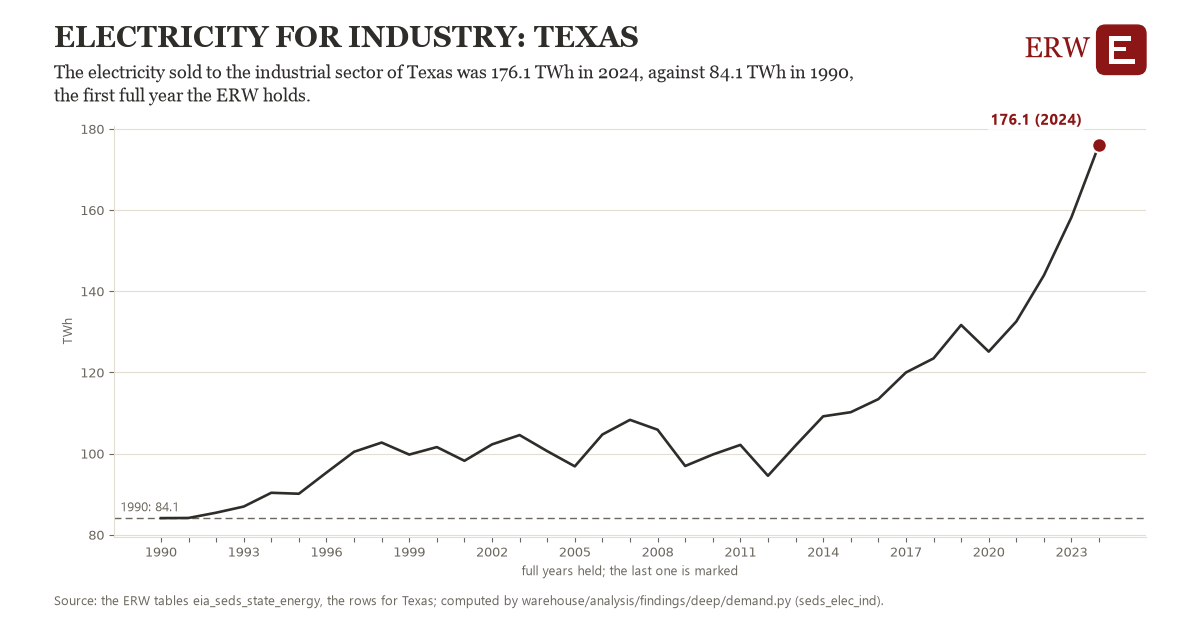 ELECTRICITY FOR INDUSTRY: TEXAS
The electricity sold to the industrial sector of Texas was 176.1 TWh in 2024, against 84.1 TWh in 1990,
the first full year the ERW holds.
ERW E
176.1 (2024)
180
160
140
120
100
80
TWh
1990: 84.1
1990 1993 1996 1999 2002 2005 2008 2011 2014 2017 2020 2023
full years held; the last one is marked
Source: the ERW tables eia_seds_state_energy, the rows for Texas; computed by warehouse/analysis/findings/deep/demand.py (seds_elec_ind).